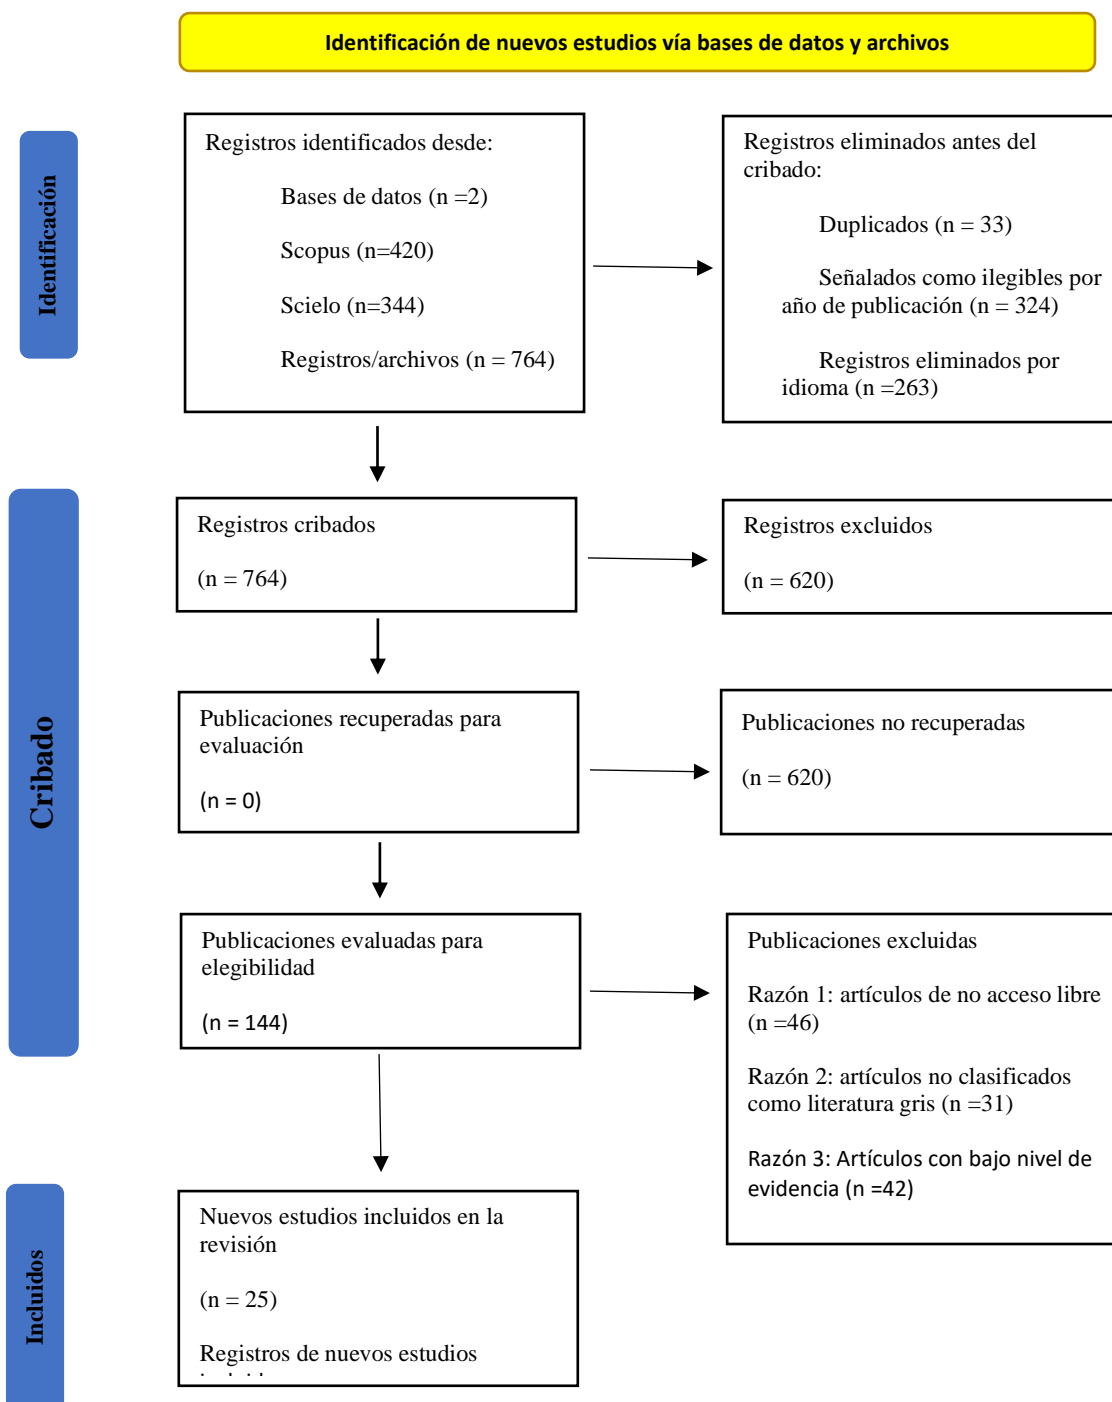 Identificación de nuevos estudios vía bases de datos y archivos
Identificación
Registros identificados desde:
Bases de datos (n =2)
Scopus (n=420)
Scielo (n=344)
Registros/archivos (n = 764)
Registros eliminados antes del
cribado:
Duplicados (n = 33)
Señalados como ilegibles por
año de publicación (n = 324)
Registros eliminados por
idioma (n =263)
Cribado
Registros cribados
(n = 764)
Registros excluidos
(n = 620)
Publicaciones recuperadas para
evaluación
(n = 0)
Publicaciones no recuperadas
(n = 620)
Publicaciones evaluadas para
elegibilidad
(n = 144)
Publicaciones excluidas
Razón 1: artículos de no acceso libre
(n =46)
Razón 2: artículos no clasificados
como literatura gris (n =31)
Razón 3: Artículos con bajo nivel de
evidencia (n =42)
Incluidos
Nuevos estudios incluidos en la
revisión
(n = 25)
Registros de nuevos estudios